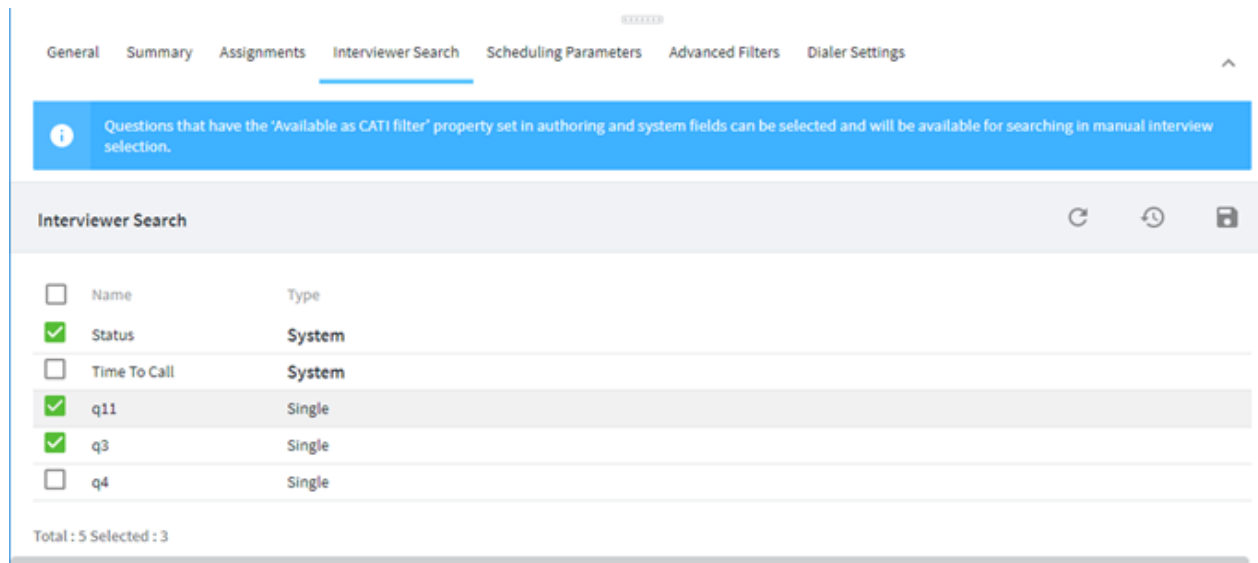 General Summary Assignments Interviewer Search Scheduling Parameters Advanced Filters Dialer Settings
Questions that have the 'Available as CATI filter' property set in authoring and system fields can be selected and will be available for searching in manual interview
selection.
Interviewer Search
Name Type
Status System
Time To Call System
q11 Single
q3 Single
q4 Single
Total : 5 Selected : 3